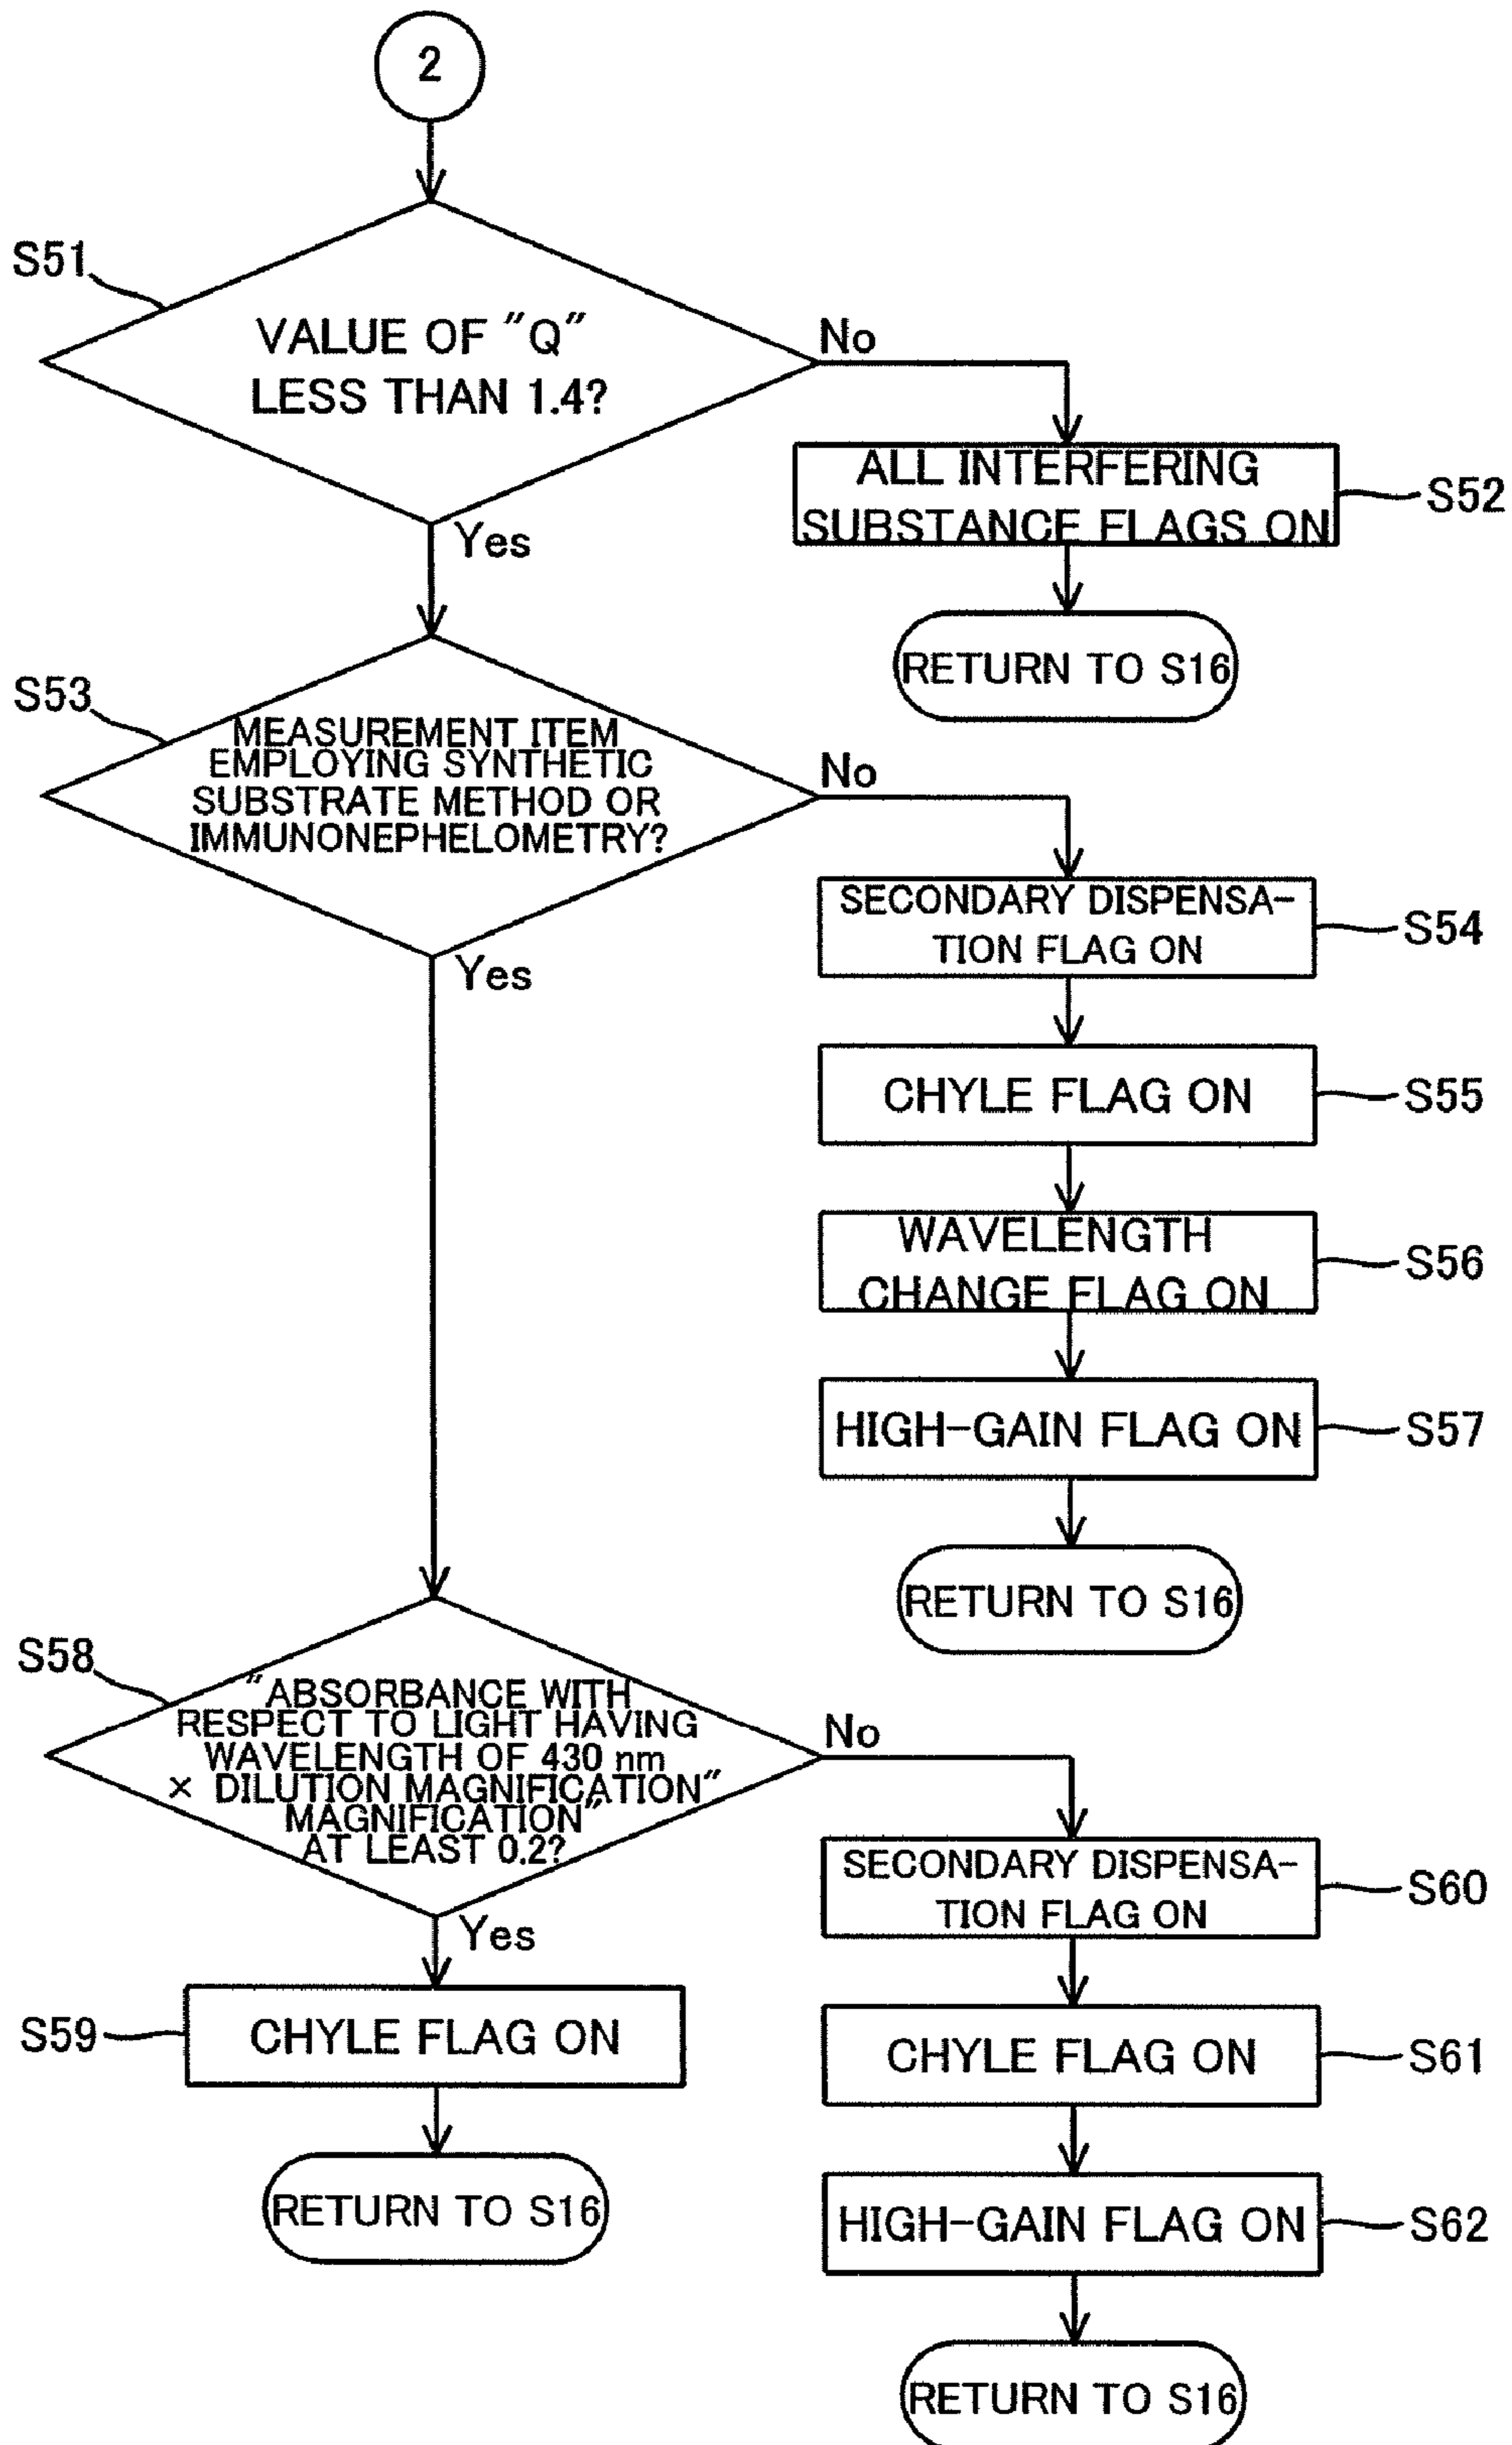 2
S51
VALUE OF "Q"
LESS THAN 1.4?
No
Yes
ALL INTERFERING
SUBSTANCE FLAGS ON
S52
RETURN TO S16
S53
MEASUREMENT ITEM
EMPLOYING SYNTHETIC
SUBSTRATE METHOD OR
IMMUNONEPHELOMETRY?
No
Yes
SECONDARY DISPENSA-
TION FLAG ON
S54
CHYLE FLAG ON
S55
WAVELENGTH
CHANGE FLAG ON
S56
HIGH-GAIN FLAG ON
S57
RETURN TO S16
S58
"ABSORBANCE WITH
RESPECT TO LIGHT HAVING
WAVELENGTH OF 430 nm
× DILUTION MAGNIFICATION"
MAGNIFICATION"
AT LEAST 0.2?
No
Yes
S59
CHYLE FLAG ON
RETURN TO S16
SECONDARY DISPENSA-
TION FLAG ON
S60
CHYLE FLAG ON
S61
HIGH-GAIN FLAG ON
S62
RETURN TO S16